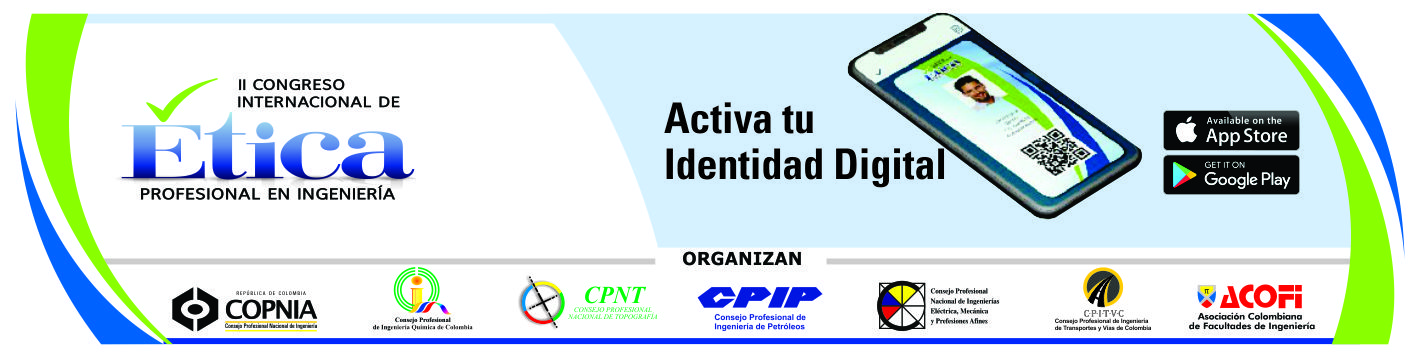 II CONGRESO
INTERNACIONAL DE
Etica
PROFESIONAL EN INGENIERÍA
Activa tu
Identidad Digital
Available on the
App Store
GET IT ON
Google Play
ORGANIZAN
REPÚBLICA DE COLOMBIA
COPNIA
Consejo Profesional Nacional de Ingeniería
Consejo Profesional
de Ingeniería Química de Colombia
CPNT
CONSEJO PROFESIONAL
NACIONAL DE TOPOGRAFIA
CPIP
Consejo Profesional de
Ingeniería de Petróleos
Consejo Profesional
Nacional de Ingenierías
Eléctrica, Mecánica
y Profesiones Afines
C·P·I·T·V·C
Consejo Profesional de Ingeniería
de Transportes y Vías de Colombia
π
ACOFI
Asociación Colombiana
de Facultades de Ingeniería